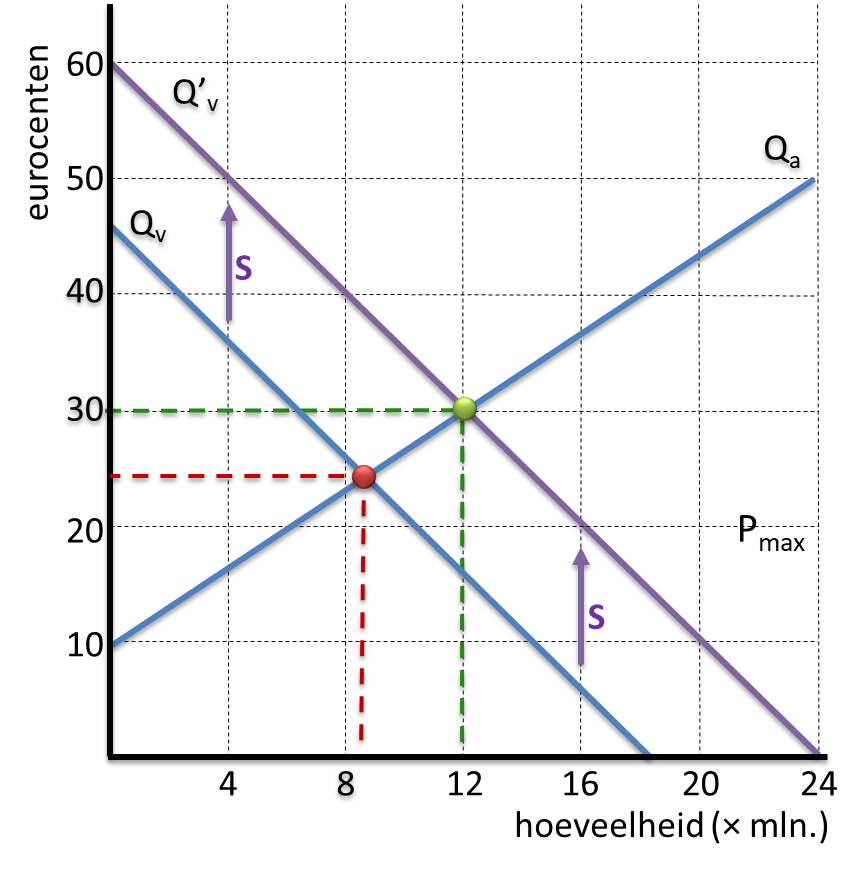 eurocenten
60
50
40
30
20
10
Q’v
Qv
Qa
S
Pmax
S
4 8 12 16 20 24
hoeveelheid (× mln.)